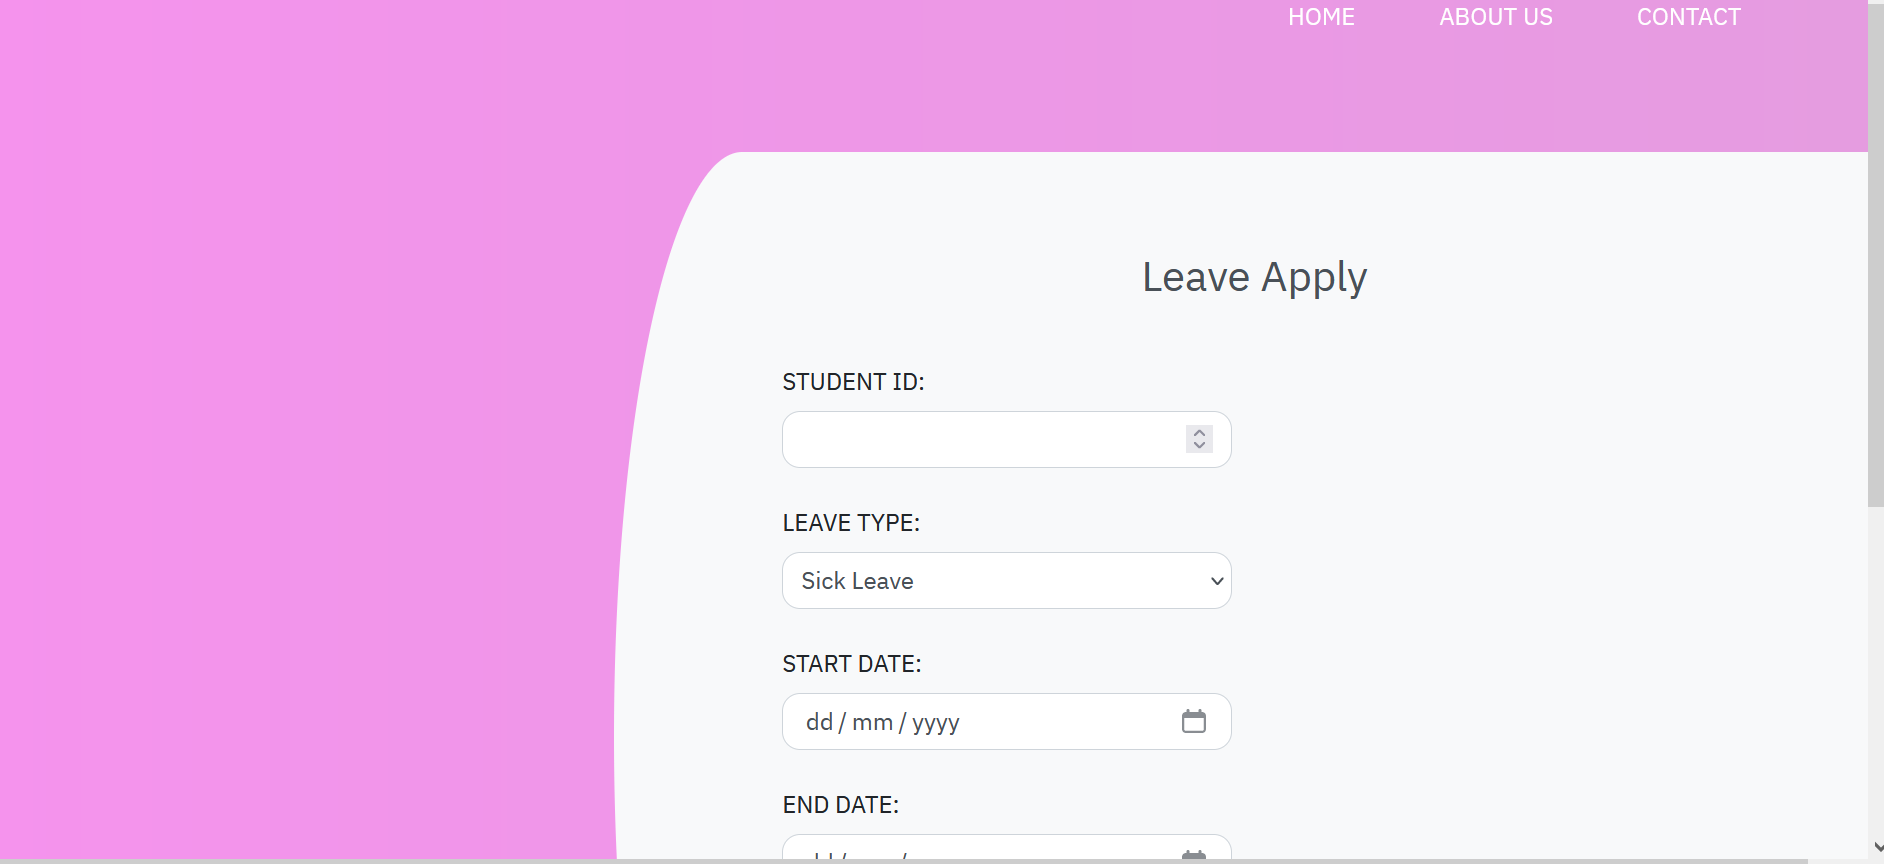 HOME ABOUT US CONTACT
Leave Apply
STUDENT ID:
LEAVE TYPE:
Sick Leave
START DATE:
dd / mm / yyyy
END DATE: